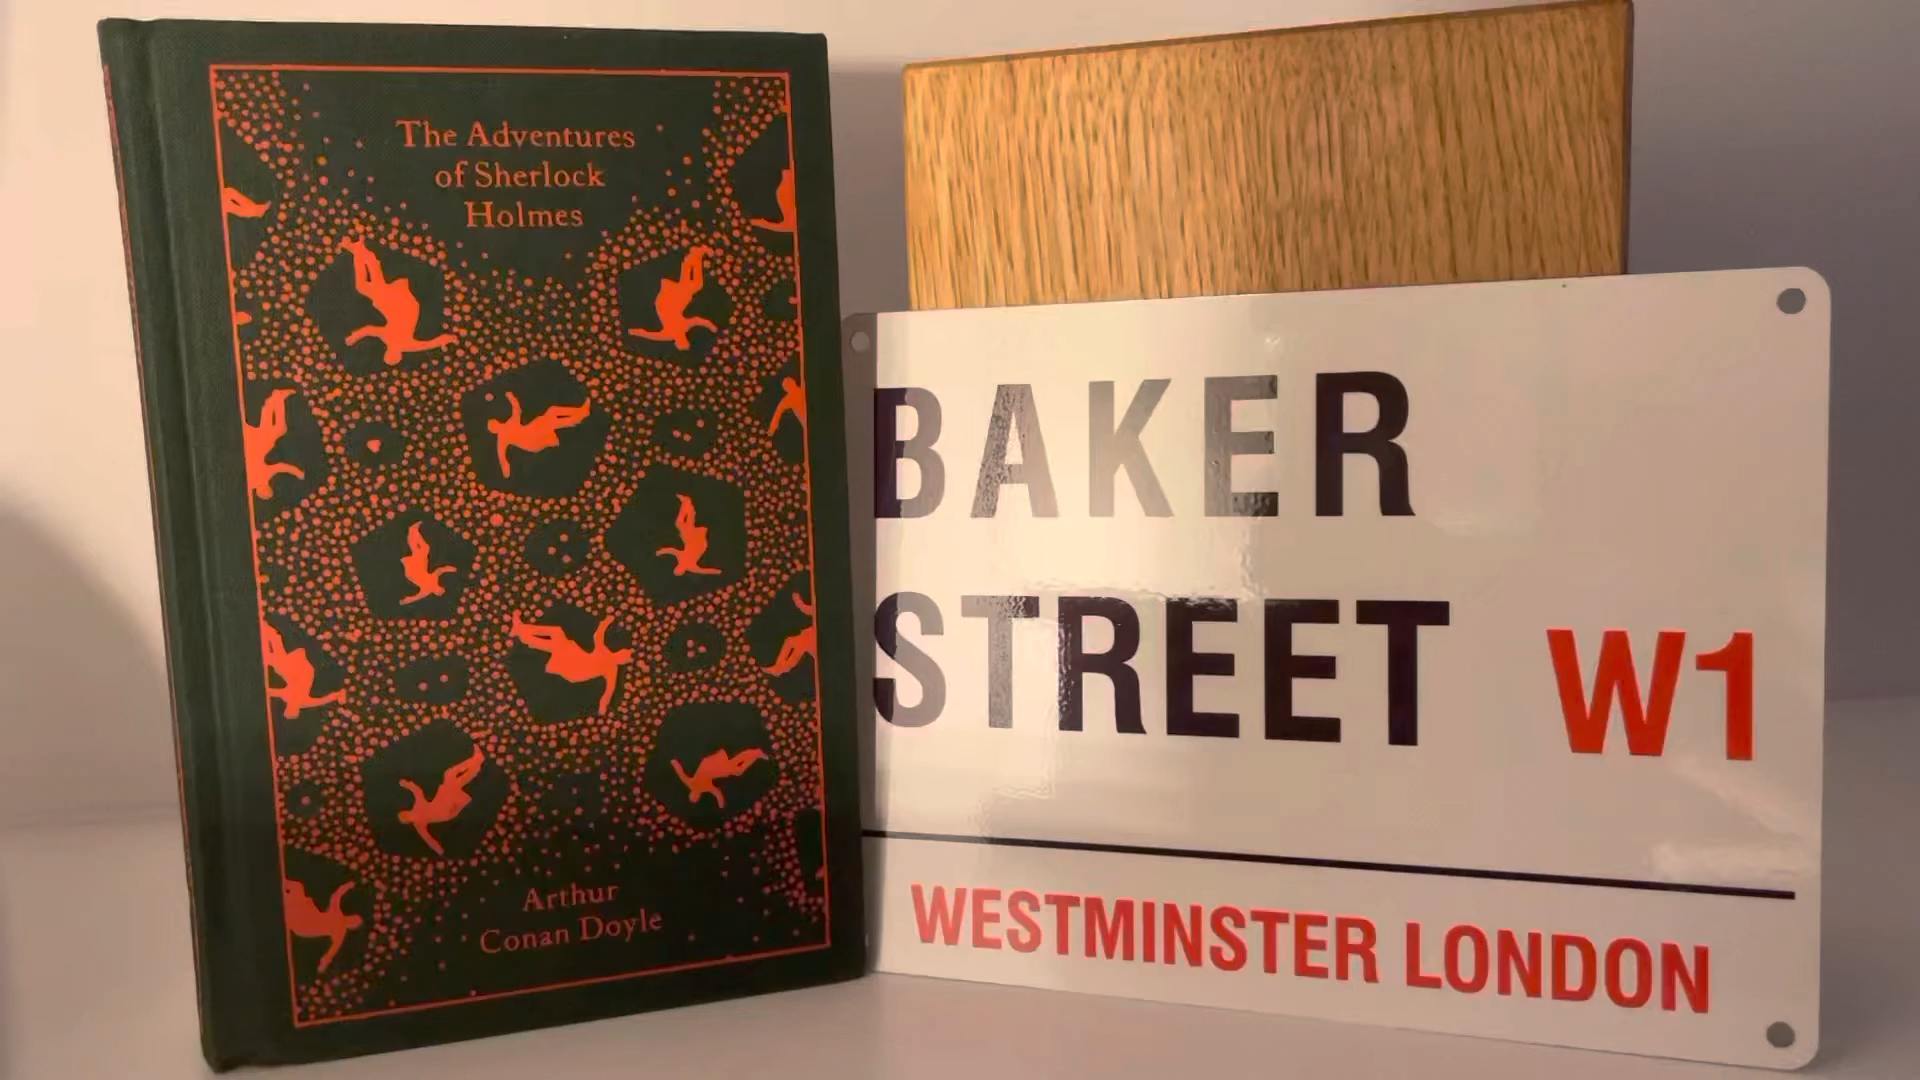 The Adventures
of Sherlock
Holmes
Arthur
Conan Doyle
BAKER
STREET W1
WESTMINSTER LONDON